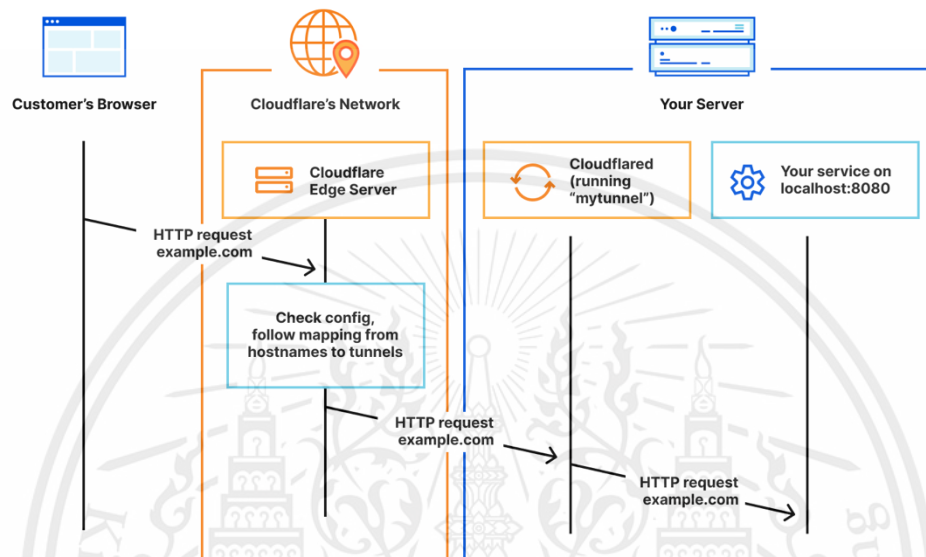 Customer's Browser
Cloudflare's Network
Your Server
Cloudflare
Edge Server
Cloudflared
(running
“mytunnel”)
Your service on
localhost:8080
HTTP request
example.com
Check config,
follow mapping from
hostnames to tunnels
HTTP request
example.com
HTTP request
example.com